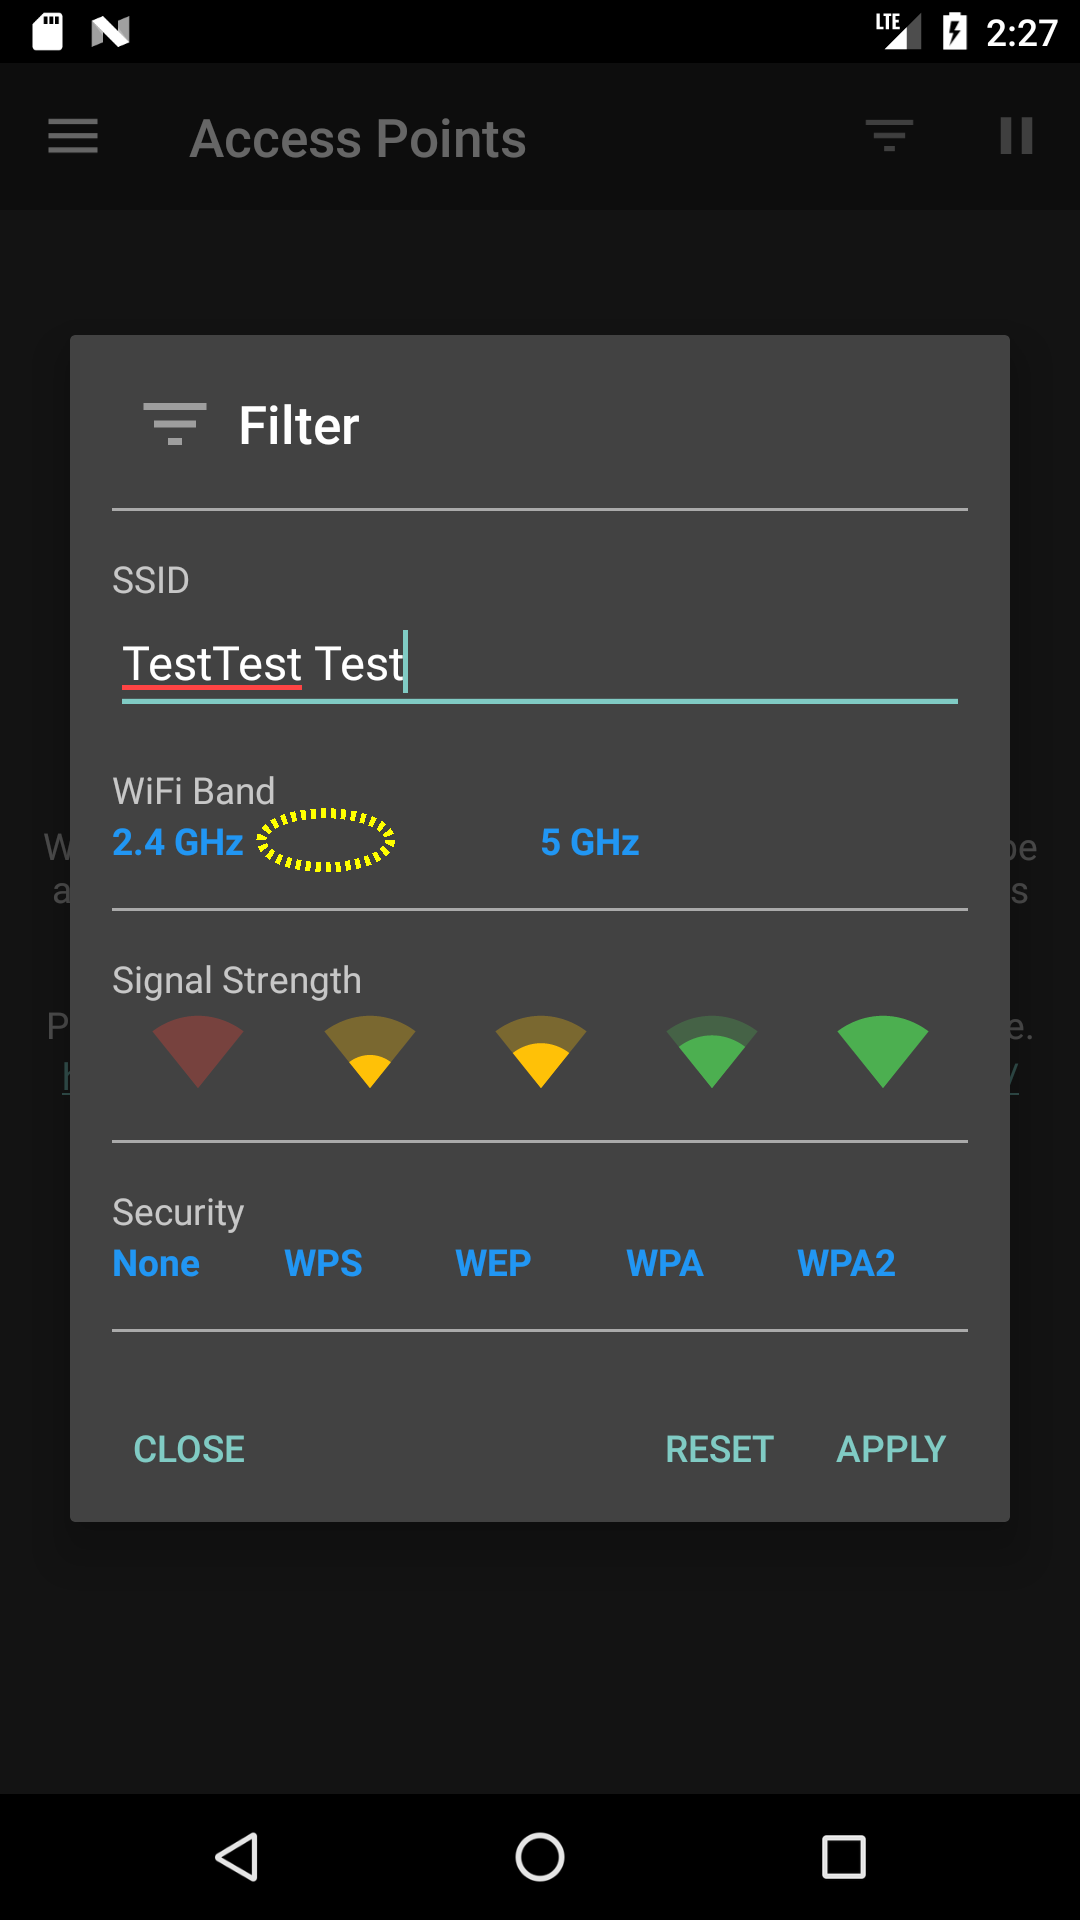 LTE 2:27
Access Points
Filter
SSID
TestTest Test
WiFi Band
2.4 GHz 5 GHz
Signal Strength
Security
None WPS WEP WPA WPA2
CLOSE RESET APPLY